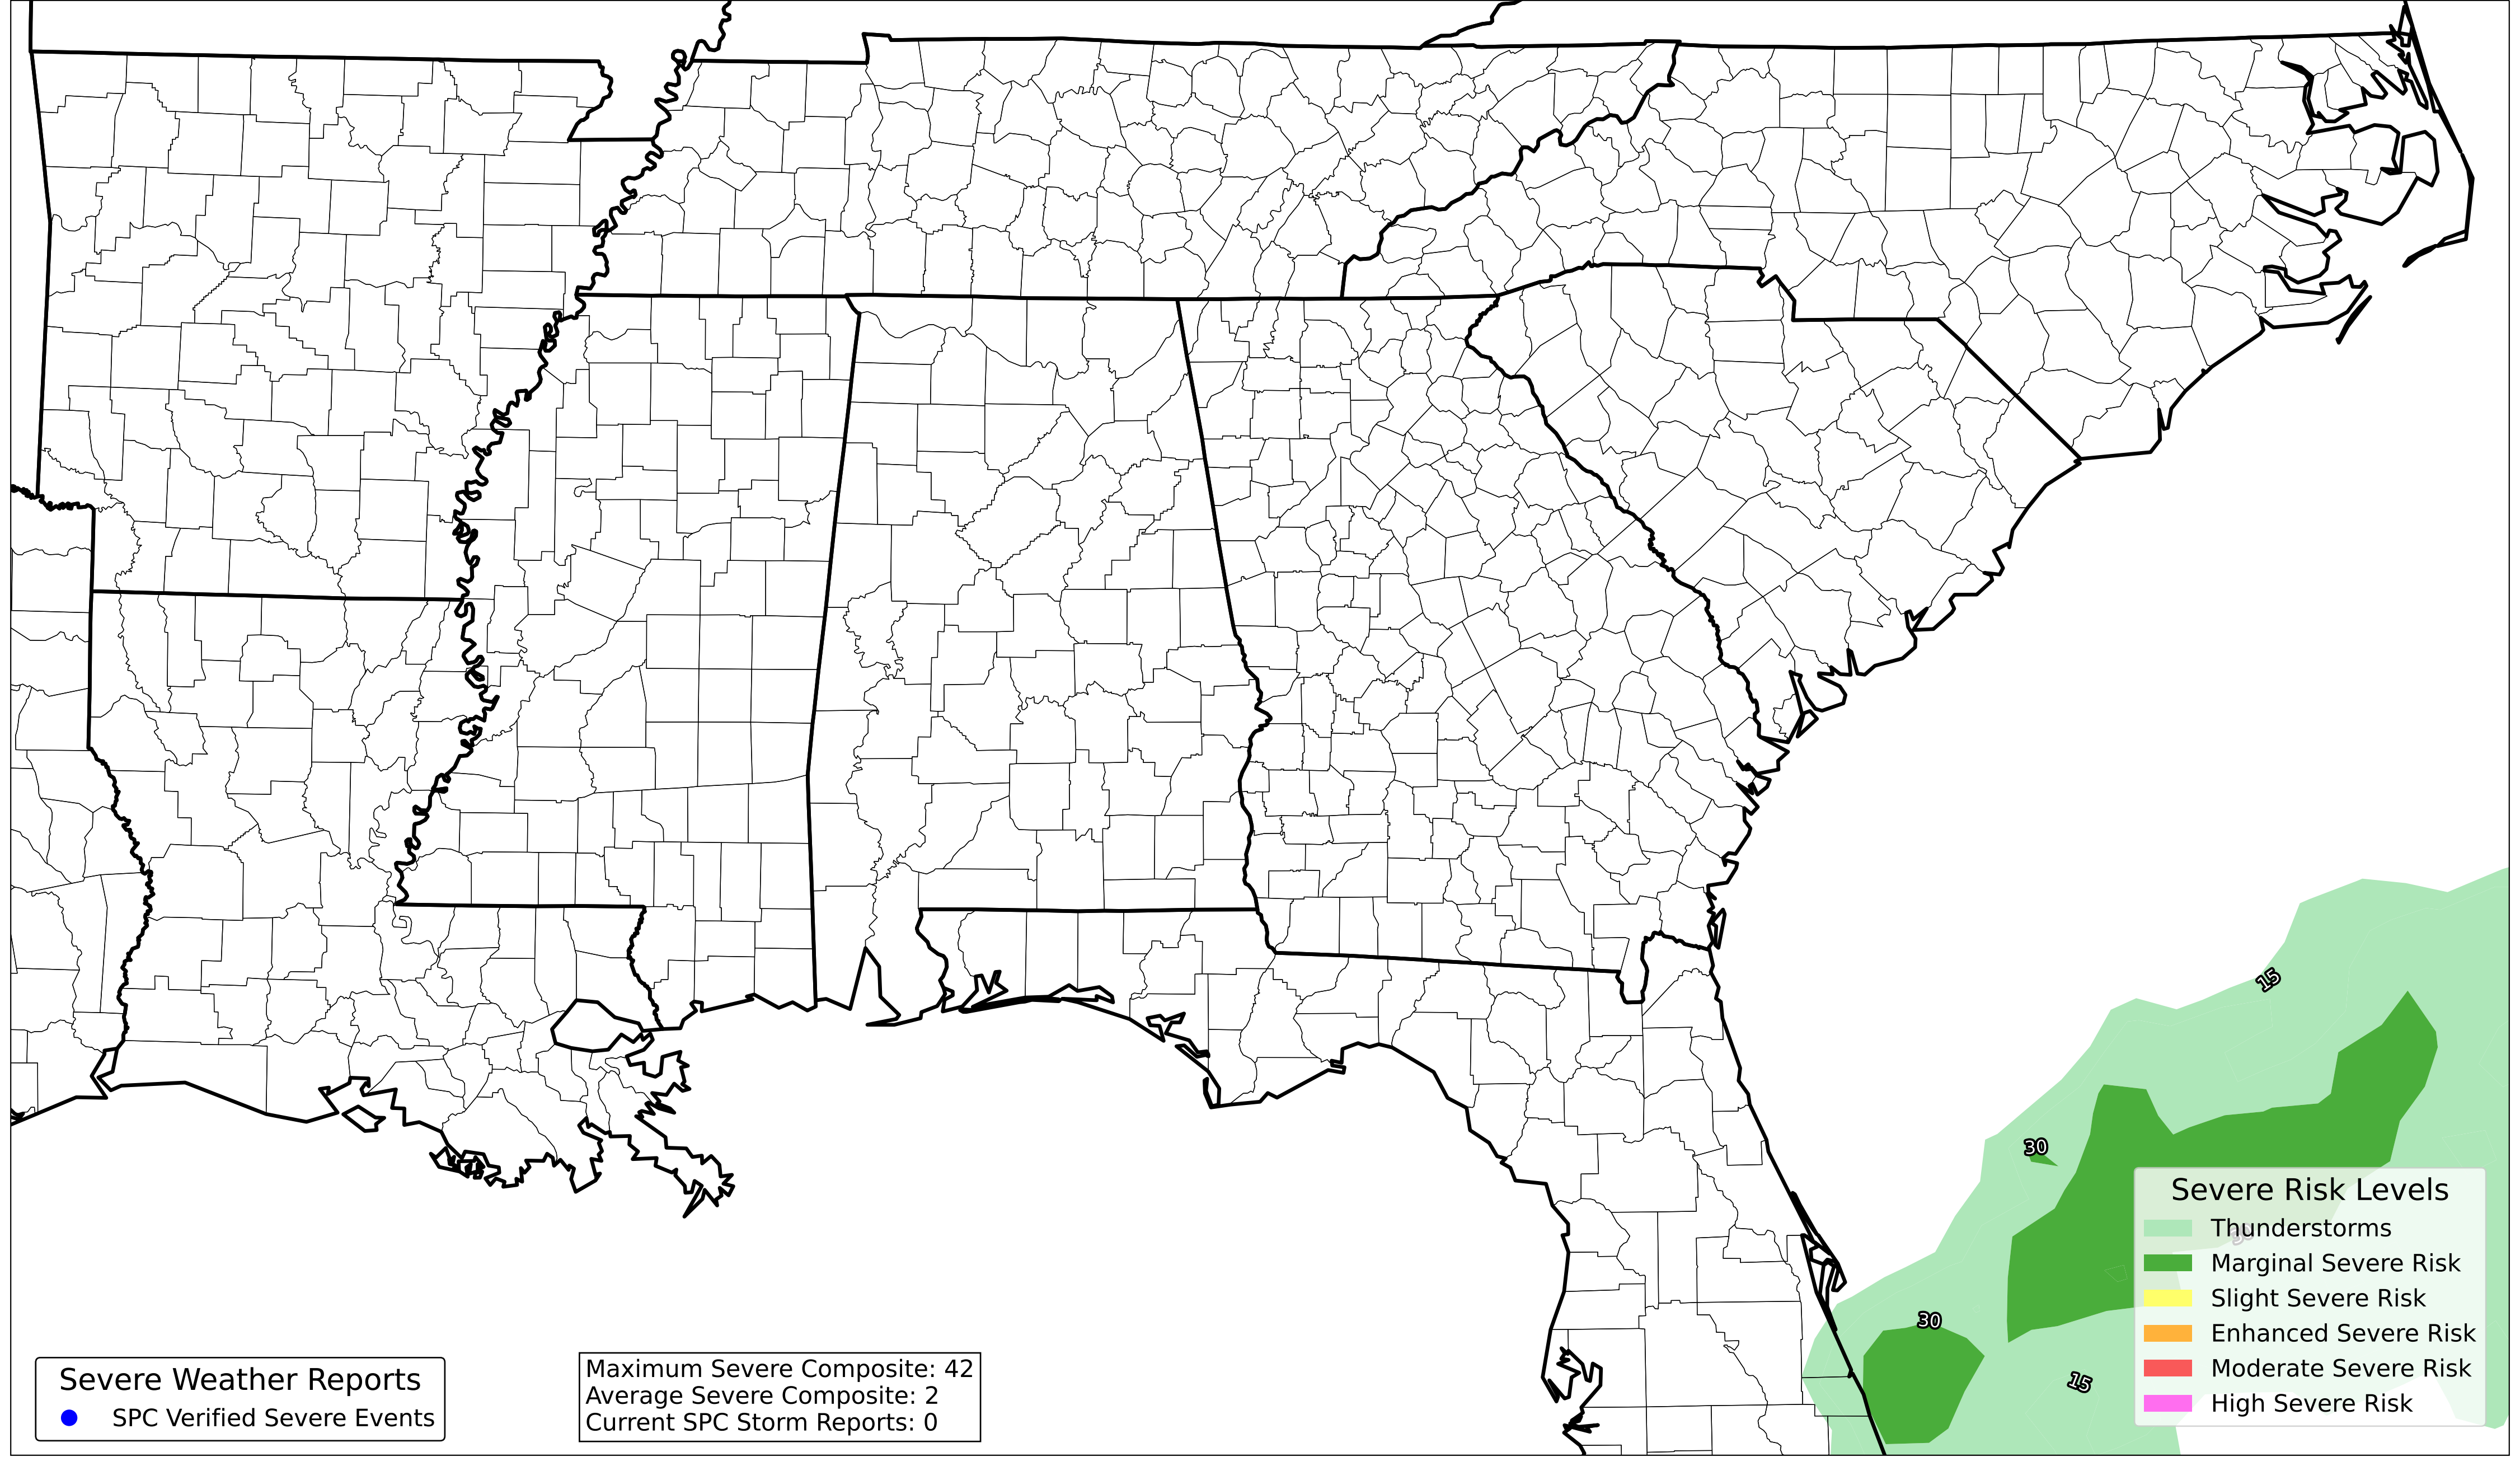 15
30
Severe Risk Levels
Thunderstorms
30
Marginal Severe Risk
Slight Severe Risk
30
Enhanced Severe Risk
Moderate Severe Risk
15
High Severe Risk
Severe Weather Reports
SPC Verified Severe Events
Maximum Severe Composite: 42
Average Severe Composite: 2
Current SPC Storm Reports: 0